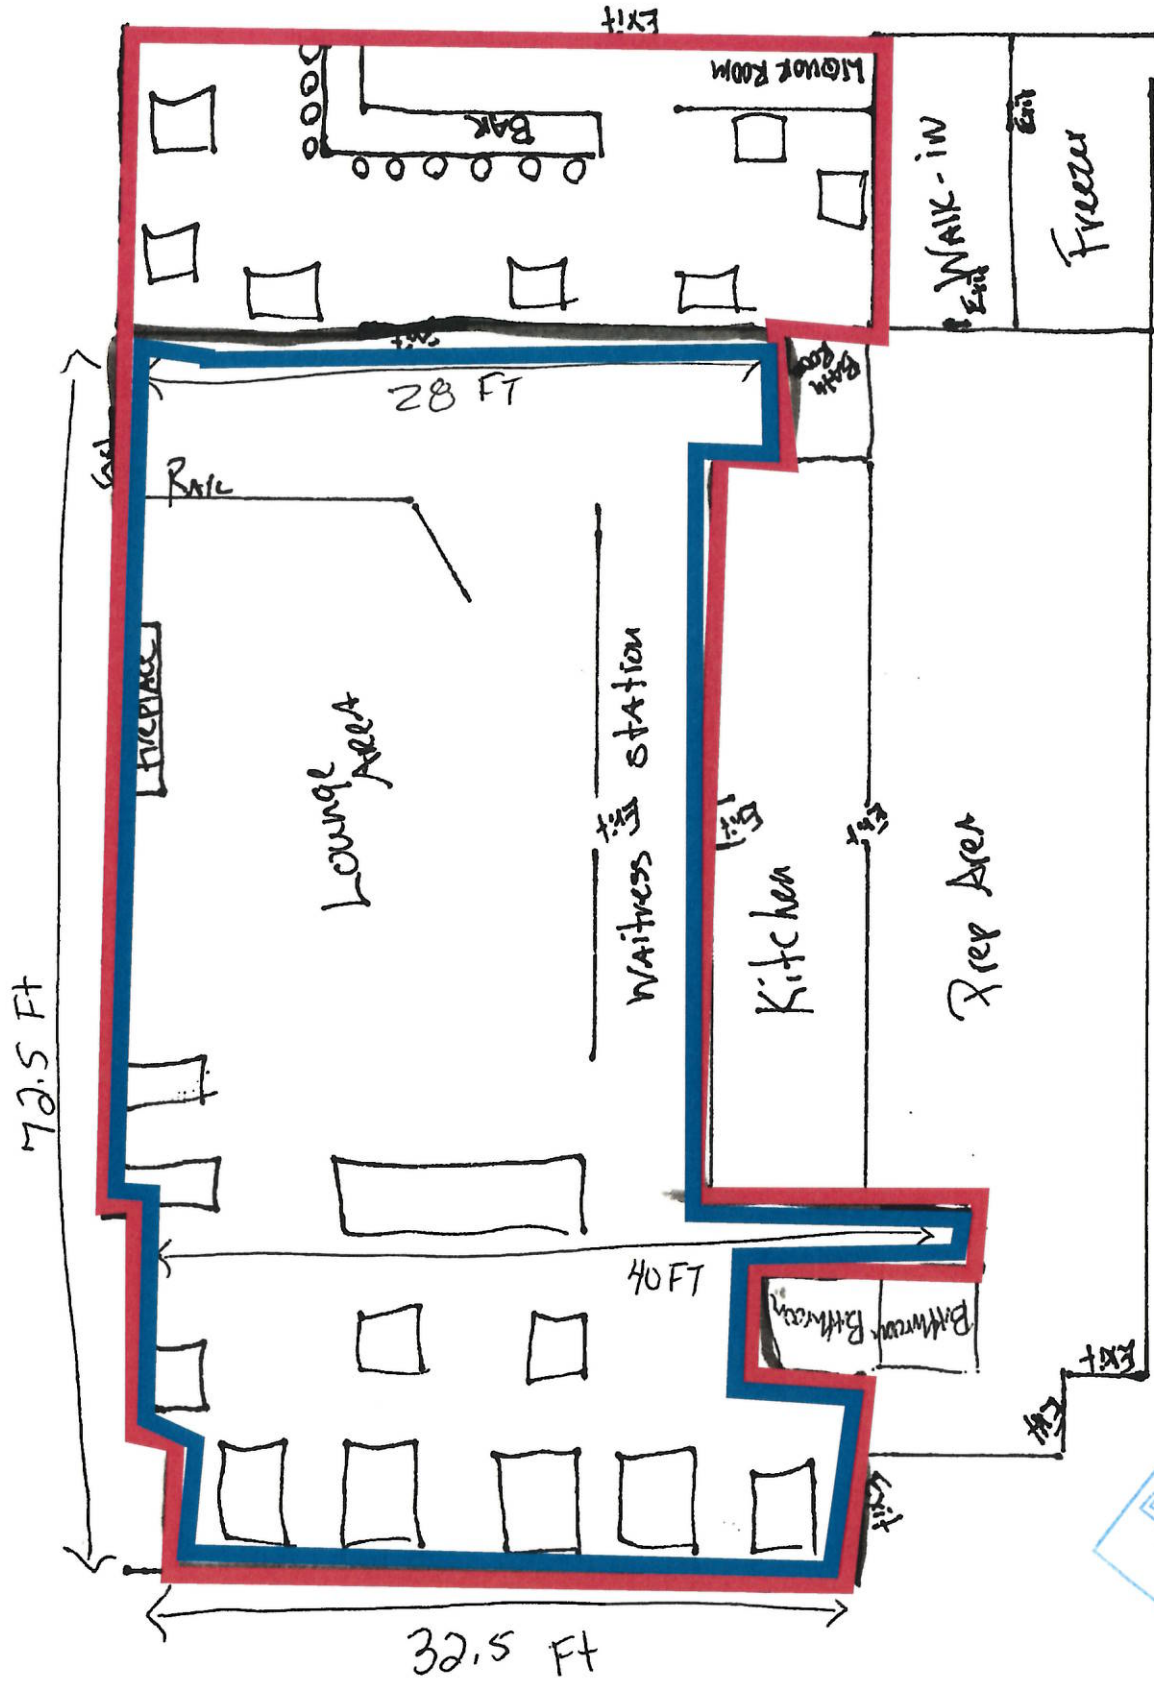 Exit
LIQUOR ROOM
BAR
WALK-IN
Exit
Exit
Freezer
BATH ROOM
28 FT
RAIL
FIREPLACE
Lounge
AREA
Waitress station
Exit
Exit
Exit
Kitchen
Prep Area
72.5 Ft
40 FT
Bathroom
Bathroom
Exit
Exit
Exit
32.5 Ft